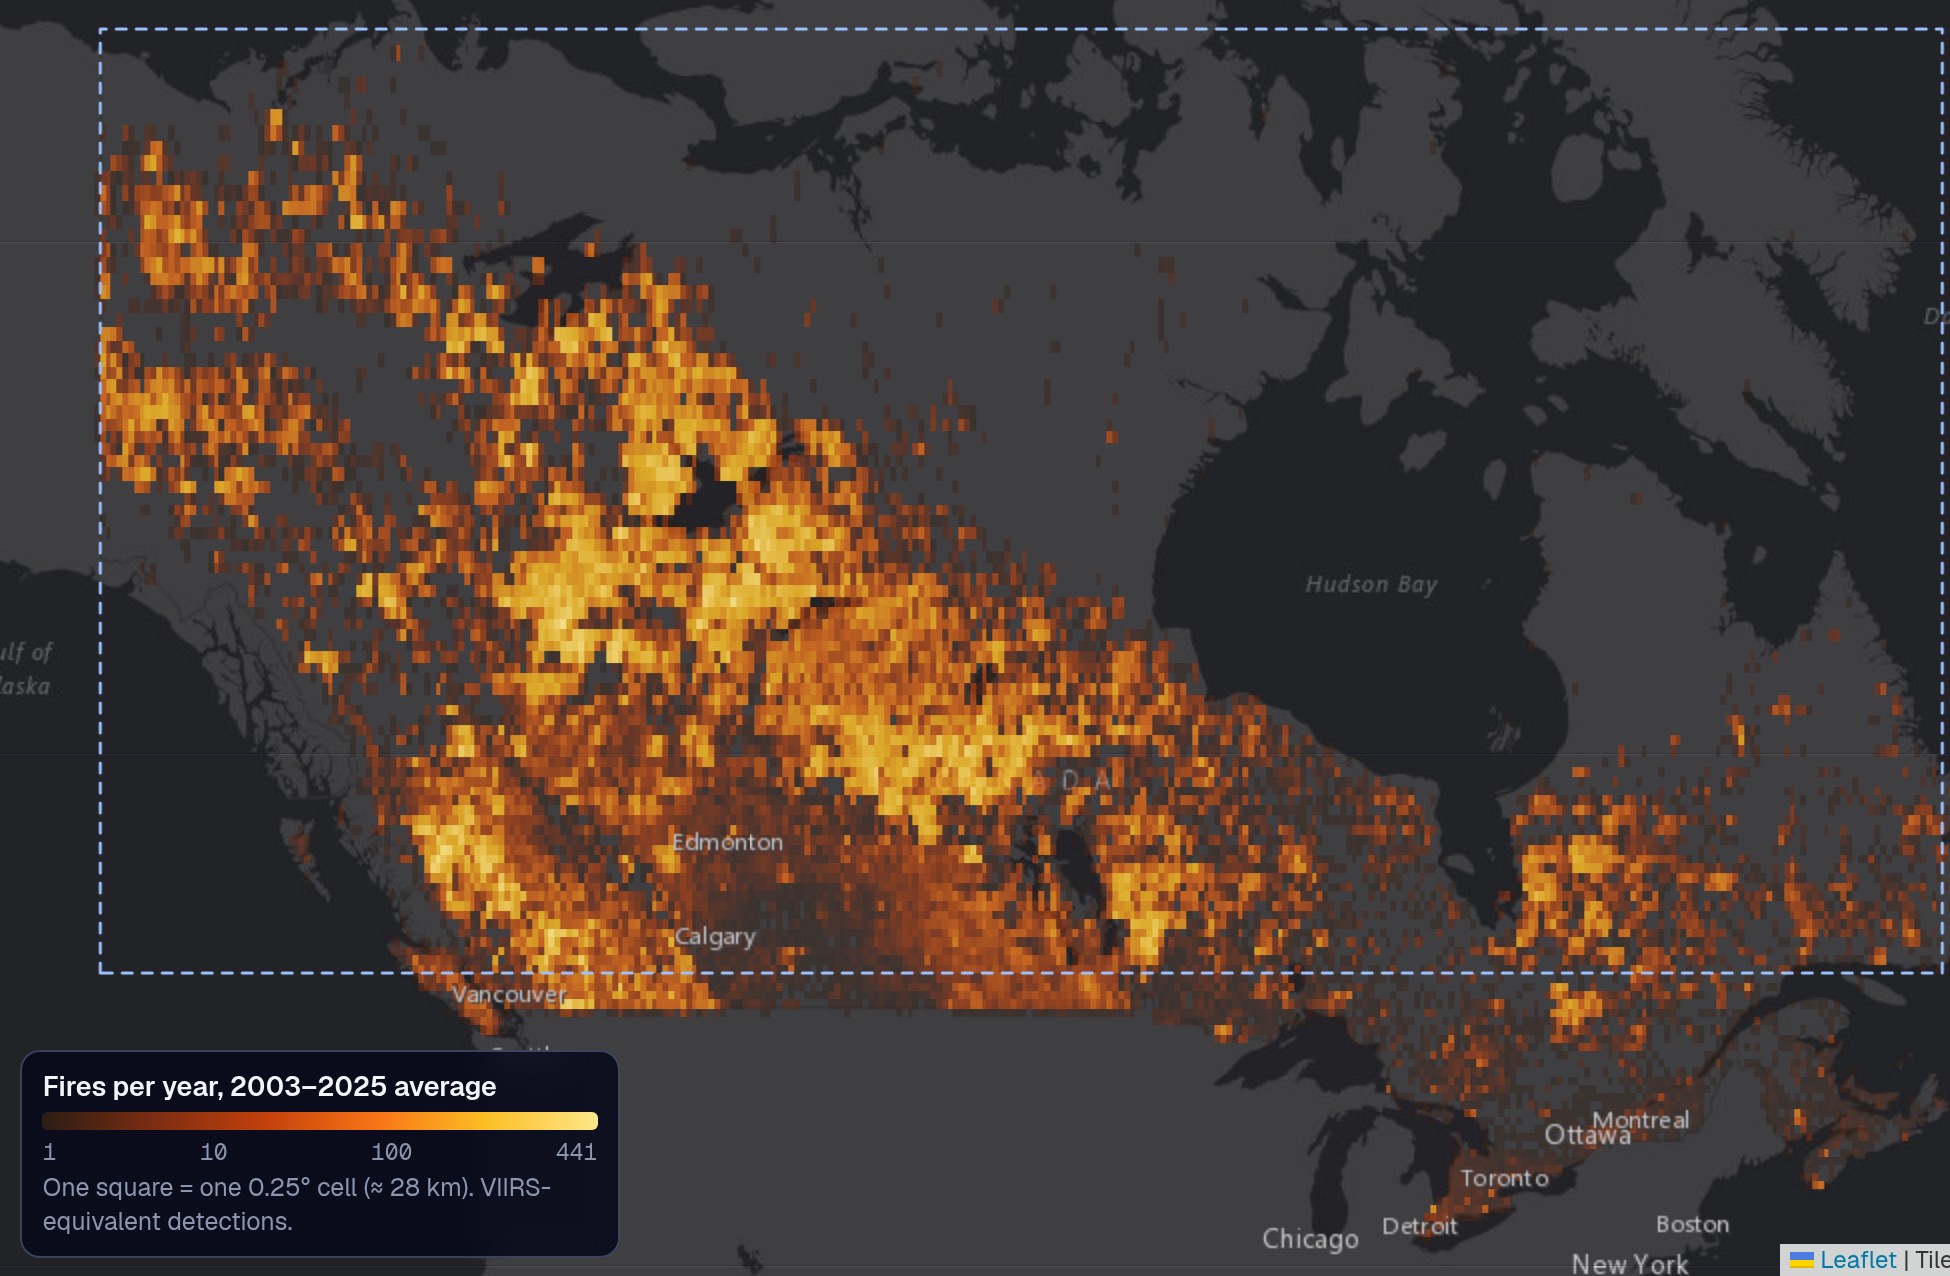 Hudson Bay
ulf of
laska
A D A
Edmonton
Calgary
Vancouver
Fires per year, 2003–2025 average
1 10 100 441
One square = one 0.25° cell (≈ 28 km). VIIRS-
equivalent detections.
Montreal
Ottawa
Toronto
Chicago
Detroit
Boston
New York
Leaflet | Tile